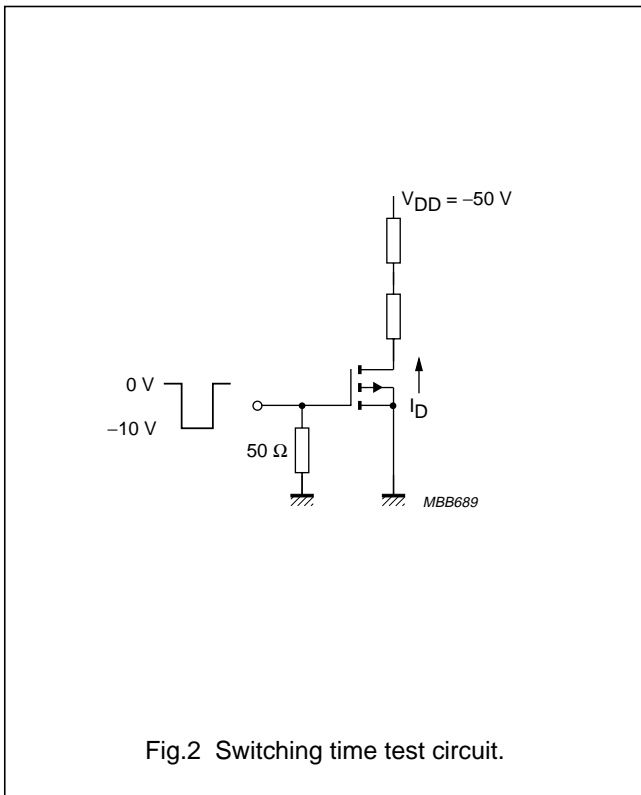 V_DD = −50 V
0 V
−10 V
I_D
50 Ω
MBB689
Fig.2 Switching time test circuit.